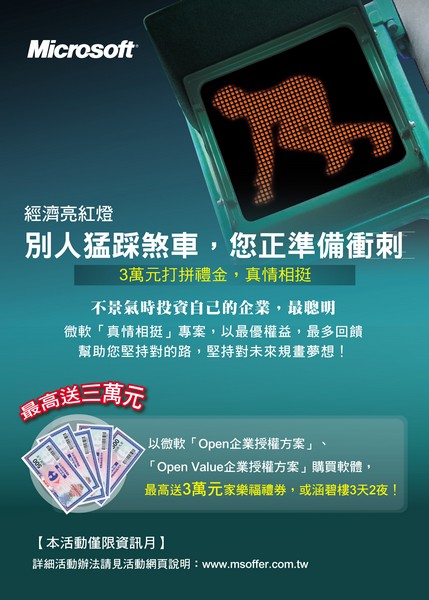 Microsoft®
經濟亮紅燈
別人猛踩煞車，您正準備衝刺
3萬元打拼禮金，真情相挺
不景氣時投資自己的企業，最聰明
微軟「真情相挺」專案，以最優權益，最多回饋
幫助您堅持對的路，堅持對未來規畫夢想！
最高送三萬元
以微軟「Open企業授權方案」、
「Open Value企業授權方案」購買軟體，
最高送3萬元家樂福禮券，或涵碧樓3天2夜！
【本活動僅限資訊月】
詳細活動辦法請見活動網頁說明：www.msoffer.com.tw